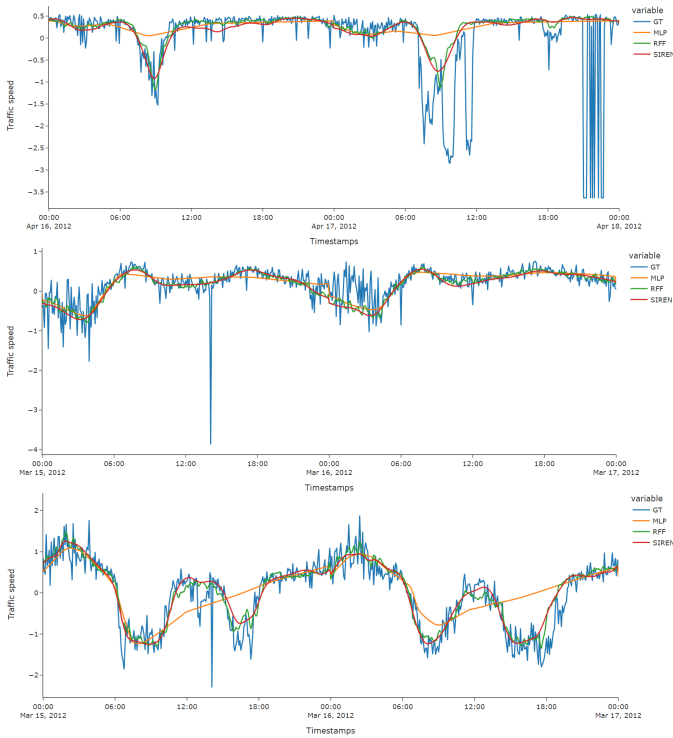 variable
GT
MLP
RFF
SIREN
Traffic speed
0.5
0
−0.5
−1
−1.5
−2
−2.5
−3
−3.5
00:00 06:00 12:00 18:00 00:00 06:00 12:00 18:00 00:00
Apr 16, 2012 Apr 17, 2012 Apr 18, 2012
Timestamps
variable
GT
MLP
RFF
SIREN
Traffic speed
1
0
−1
−2
−3
−4
00:00 06:00 12:00 18:00 00:00 06:00 12:00 18:00 00:00
Mar 15, 2012 Mar 16, 2012 Mar 17, 2012
Timestamps
variable
GT
MLP
RFF
SIREN
Traffic speed
2
1
0
−1
−2
00:00 06:00 12:00 18:00 00:00 06:00 12:00 18:00 00:00
Mar 15, 2012 Mar 16, 2012 Mar 17, 2012
Timestamps